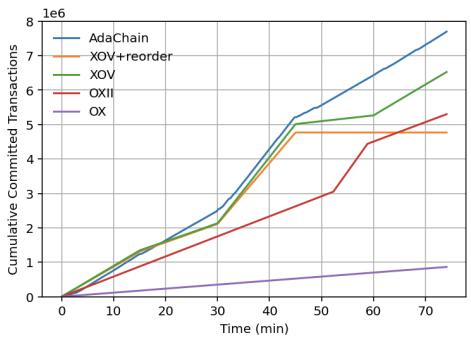 1e6
8
7
6
5
4
3
2
1
0
Cumulative Committed Transactions
AdaChain
XOV+reorder
XOV
OXII
OX
0 10 20 30 40 50 60 70
Time (min)